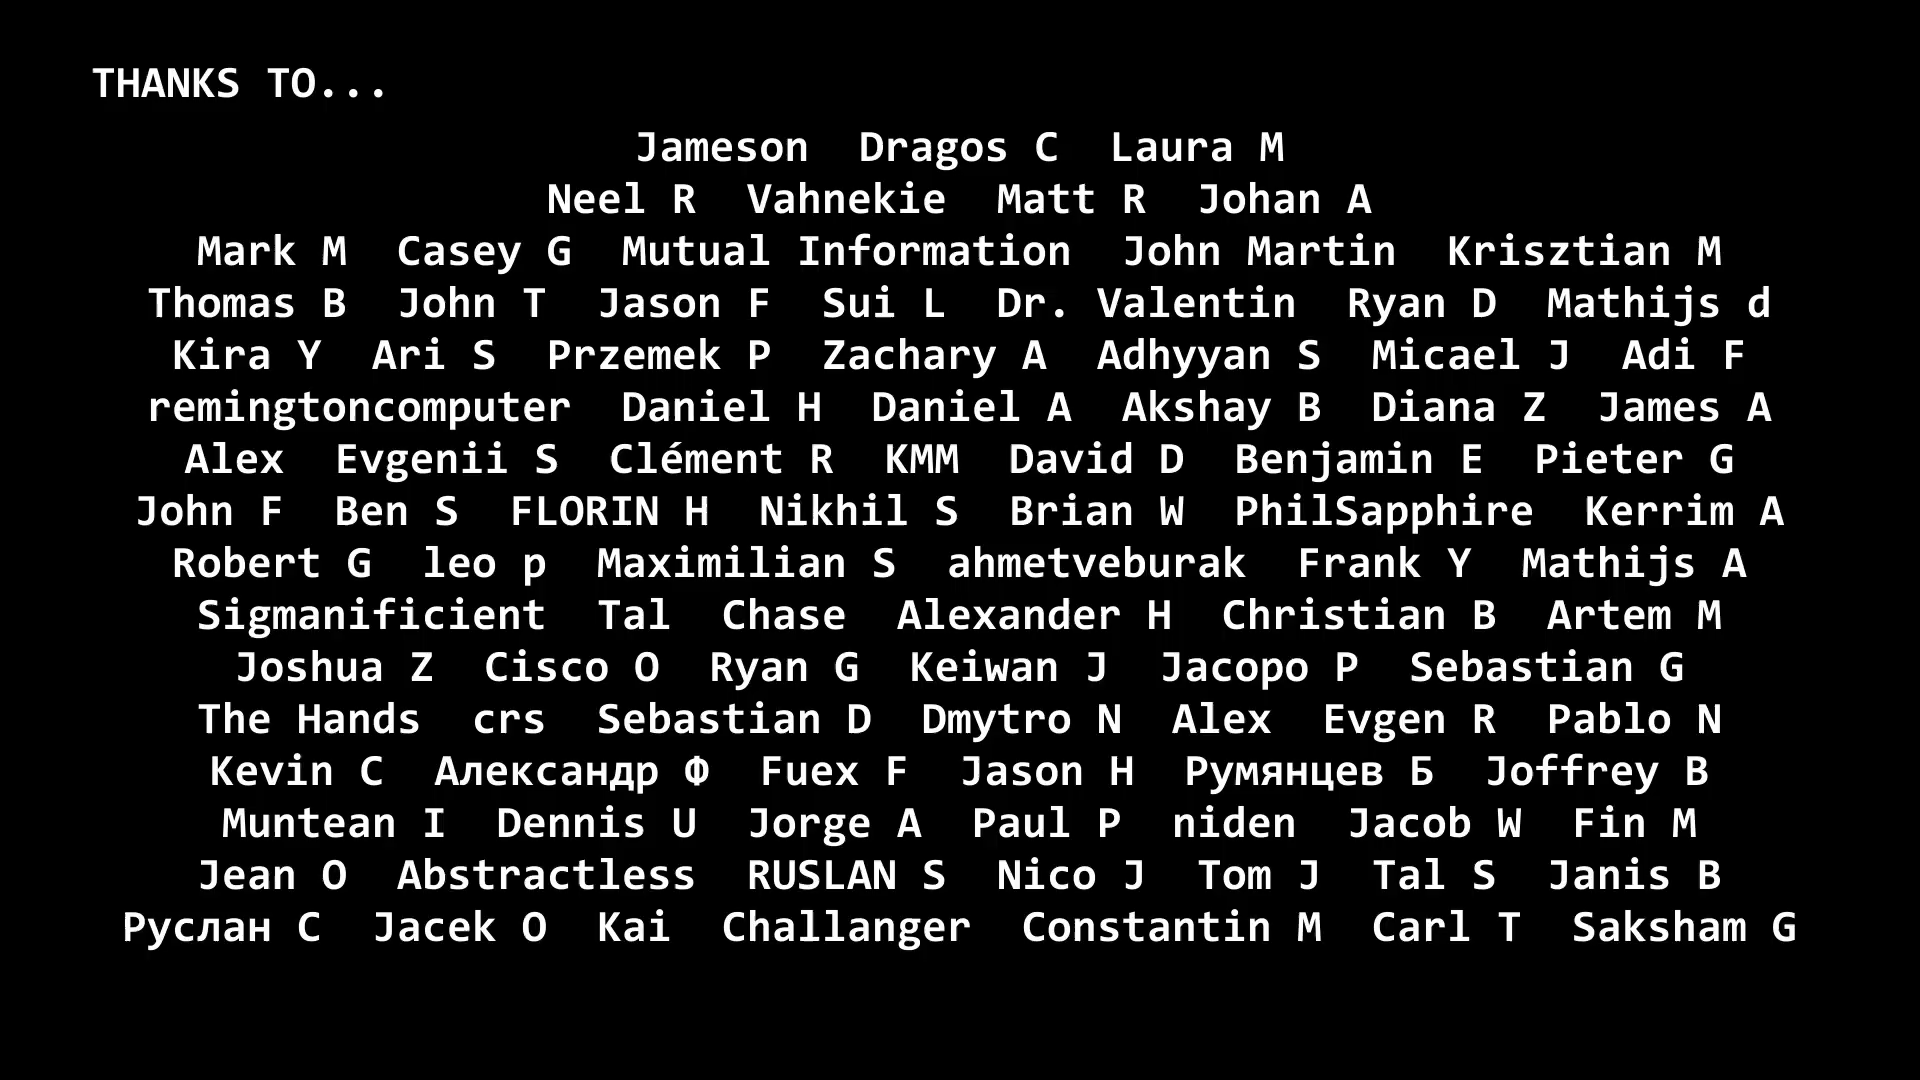 THANKS TO...
Jameson  Dragos C  Laura M
Neel R  Vahnekie  Matt R  Johan A
Mark M  Casey G  Mutual Information  John Martin  Krisztian M
Thomas B  John T  Jason F  Sui L  Dr. Valentin  Ryan D  Mathijs d
Kira Y  Ari S  Przemek P  Zachary A  Adhyyan S  Micael J  Adi F
remingtoncomputer  Daniel H  Daniel A  Akshay B  Diana Z  James A
Alex  Evgenii S  Clément R  KMM  David D  Benjamin E  Pieter G
John F  Ben S  FLORIN H  Nikhil S  Brian W  PhilSapphire  Kerrim A
Robert G  leo p  Maximilian S  ahmetveburak  Frank Y  Mathijs A
Sigmanificient  Tal  Chase  Alexander H  Christian B  Artem M
Joshua Z  Cisco O  Ryan G  Keiwan J  Jacopo P  Sebastian G
The Hands  crs  Sebastian D  Dmytro N  Alex  Evgen R  Pablo N
Kevin C  Александр Ф  Fuex F  Jason H  Румянцев Б  Joffrey B
Muntean I  Dennis U  Jorge A  Paul P  niden  Jacob W  Fin M
Jean O  Abstractless  RUSLAN S  Nico J  Tom J  Tal S  Janis B
Руслан С  Jacek O  Kai  Challanger  Constantin M  Carl T  Saksham G